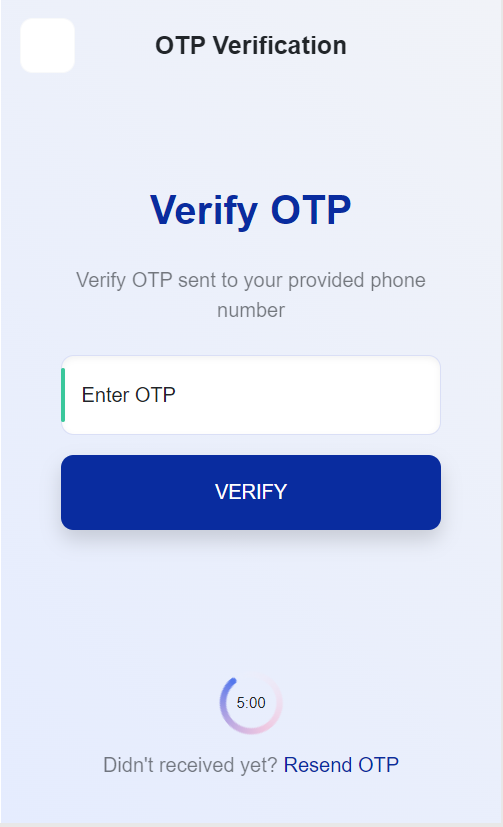 OTP Verification
Verify OTP
Verify OTP sent to your provided phone
number
Enter OTP
VERIFY
5:00
Didn't received yet? Resend OTP